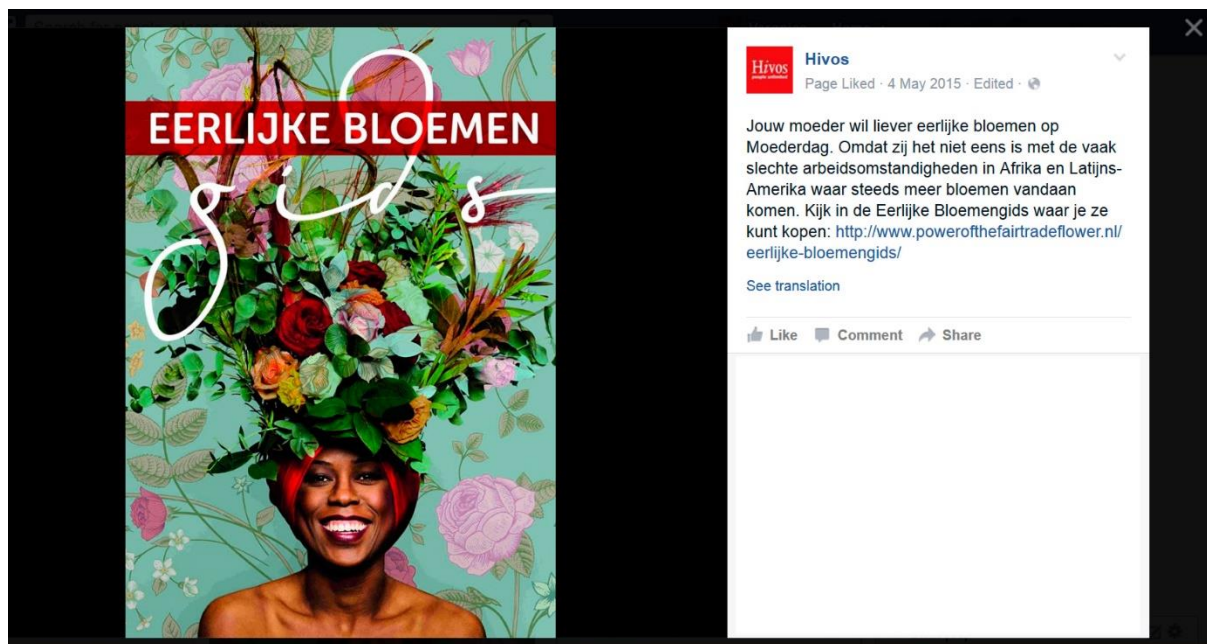 EERLIJKE BLOEMEN
gids
Hivos
people unlimited
Hivos
Page Liked · 4 May 2015 · Edited ·
Jouw moeder wil liever eerlijke bloemen op
Moederdag. Omdat zij het niet eens is met de vaak
slechte arbeidsomstandigheden in Afrika en Latijns-
Amerika waar steeds meer bloemen vandaan
komen. Kijk in de Eerlijke Bloemengids waar je ze
kunt kopen: http://www.powerofthefairtradeflower.nl/
eerlijke-bloemengids/
See translation
Like Comment Share